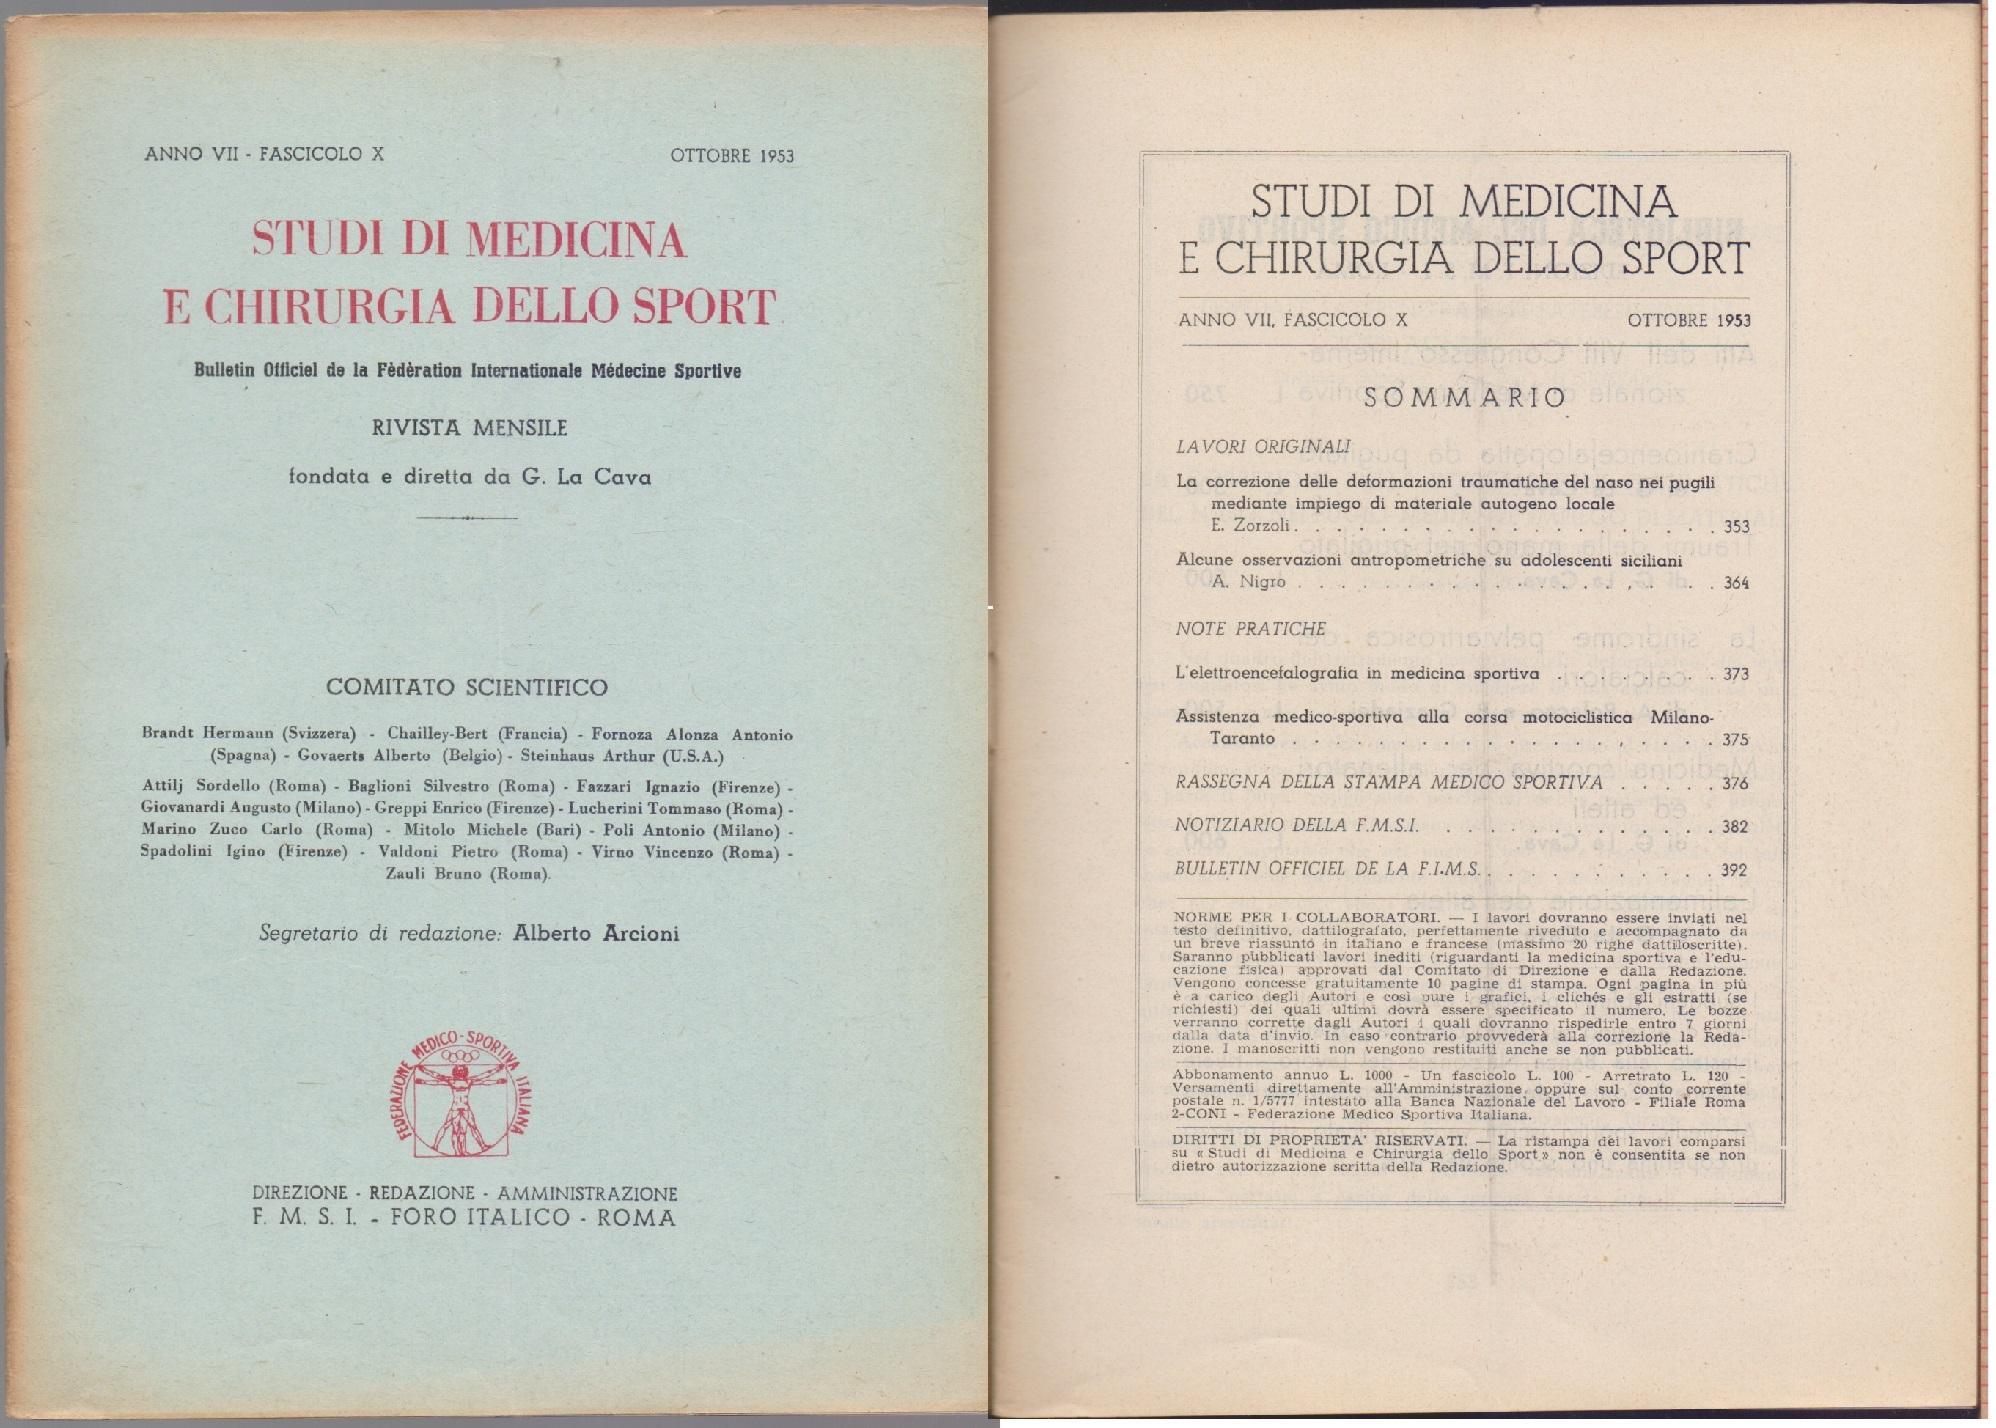 ANNO VII - FASCICOLO X OTTOBRE 1953
STUDI DI MEDICINA
E CHIRURGIA DELLO SPORT
Bulletin Officiel de la Fèdèration Internationale Médecine Sportive
RIVISTA MENSILE
fondata e diretta da G. La Cava
COMITATO SCIENTIFICO
Brandt Hermann (Svizzera) - Chailley-Bert (Francia) - Fornoza Alonza Antonio
(Spagna) - Govaerts Alberto (Belgio) - Steinhaus Arthur (U.S.A.)
Attilj Sordello (Roma) - Baglioni Silvestro (Roma) - Fazzari Ignazio (Firenze) -
Giovanardi Augusto (Milano) - Greppi Enrico (Firenze) - Lucherini Tommaso (Roma) -
Marino Zuco Carlo (Roma) - Mitolo Michele (Bari) - Poli Antonio (Milano) -
Spadolini Igino (Firenze) - Valdoni Pietro (Roma) - Virno Vincenzo (Roma) -
Zauli Bruno (Roma).
Segretario di redazione: Alberto Arcioni
FEDERAZIONE MEDICO-SPORTIVA ITALIANA
DIREZIONE - REDAZIONE - AMMINISTRAZIONE
F. M. S. I. - FORO ITALICO - ROMA
STUDI DI MEDICINA
E CHIRURGIA DELLO SPORT
ANNO VII, FASCICOLO X OTTOBRE 1953
SOMMARIO
LAVORI ORIGINALI
La correzione delle deformazioni traumatiche del naso nei pugili
mediante impiego di materiale autogeno locale
E. Zorzoli . . . . . . . . . . . . . . . . . . . . 353
Alcune osservazioni antropometriche su adolescenti siciliani
A. Nigro . . . . . . . . . . . . . . . . . . . . 364
NOTE PRATICHE
L'elettroencefalografia in medicina sportiva . . . . . . . . 373
Assistenza medico-sportiva alla corsa motociclistica Milano-
Taranto . . . . . . . . . . . . . . . . . . . . 375
RASSEGNA DELLA STAMPA MEDICO SPORTIVA . . . . . 376
NOTIZIARIO DELLA F.M.S.I. . . . . . . . . . . . . . 382
BULLETIN OFFICIEL DE LA F.I.M.S. . . . . . . . . . . . 392
NORME PER I COLLABORATORI. — I lavori dovranno essere inviati nel
testo definitivo, dattilografato, perfettamente riveduto e accompagnato da
un breve riassunto in italiano e francese (massimo 20 righe dattiloscritte).
Saranno pubblicati lavori inediti (riguardanti la medicina sportiva e l'edu-
cazione fisica) approvati dal Comitato di Direzione e dalla Redazione.
Vengono concesse gratuitamente 10 pagine di stampa. Ogni pagina in più
è a carico degli Autori e così pure i grafici, i clichés e gli estratti (se
richiesti) dei quali ultimi dovrà essere specificato il numero. Le bozze
verranno corrette dagli Autori i quali dovranno rispedirle entro 7 giorni
dalla data d'invio. In caso contrario provvederà alla correzione la Reda-
zione. I manoscritti non vengono restituiti anche se non pubblicati.
Abbonamento annuo L. 1000 - Un fascicolo L. 100 - Arretrato L. 120 -
Versamenti direttamente all'Amministrazione oppure sul conto corrente
postale n. 1/5777 intestato alla Banca Nazionale del Lavoro - Filiale Roma
2-CONI - Federazione Medico Sportiva Italiana.
DIRITTI DI PROPRIETA' RISERVATI. — La ristampa dei lavori comparsi
su « Studi di Medicina e Chirurgia dello Sport » non è consentita se non
dietro autorizzazione scritta della Redazione.